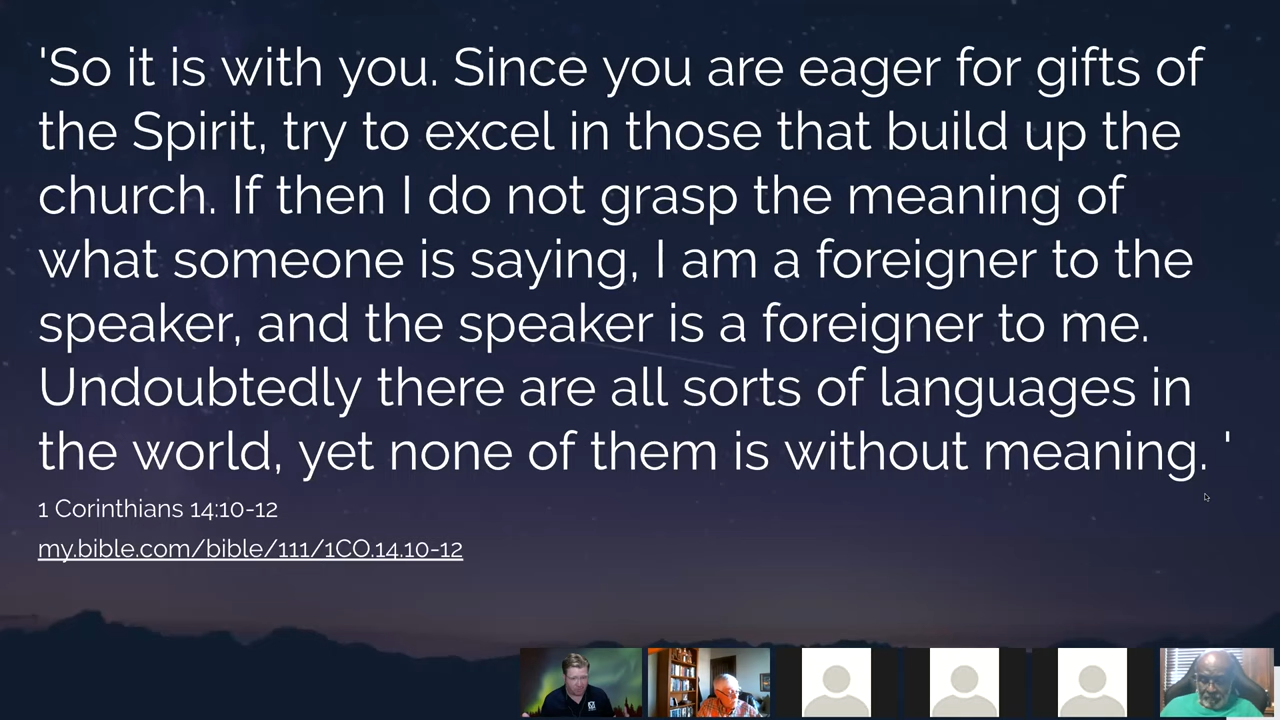 'So it is with you. Since you are eager for gifts of
the Spirit, try to excel in those that build up the
church. If then I do not grasp the meaning of
what someone is saying, I am a foreigner to the
speaker, and the speaker is a foreigner to me.
Undoubtedly there are all sorts of languages in
the world, yet none of them is without meaning. '
1 Corinthians 14:10-12
my.bible.com/bible/111/1CO.14.10-12